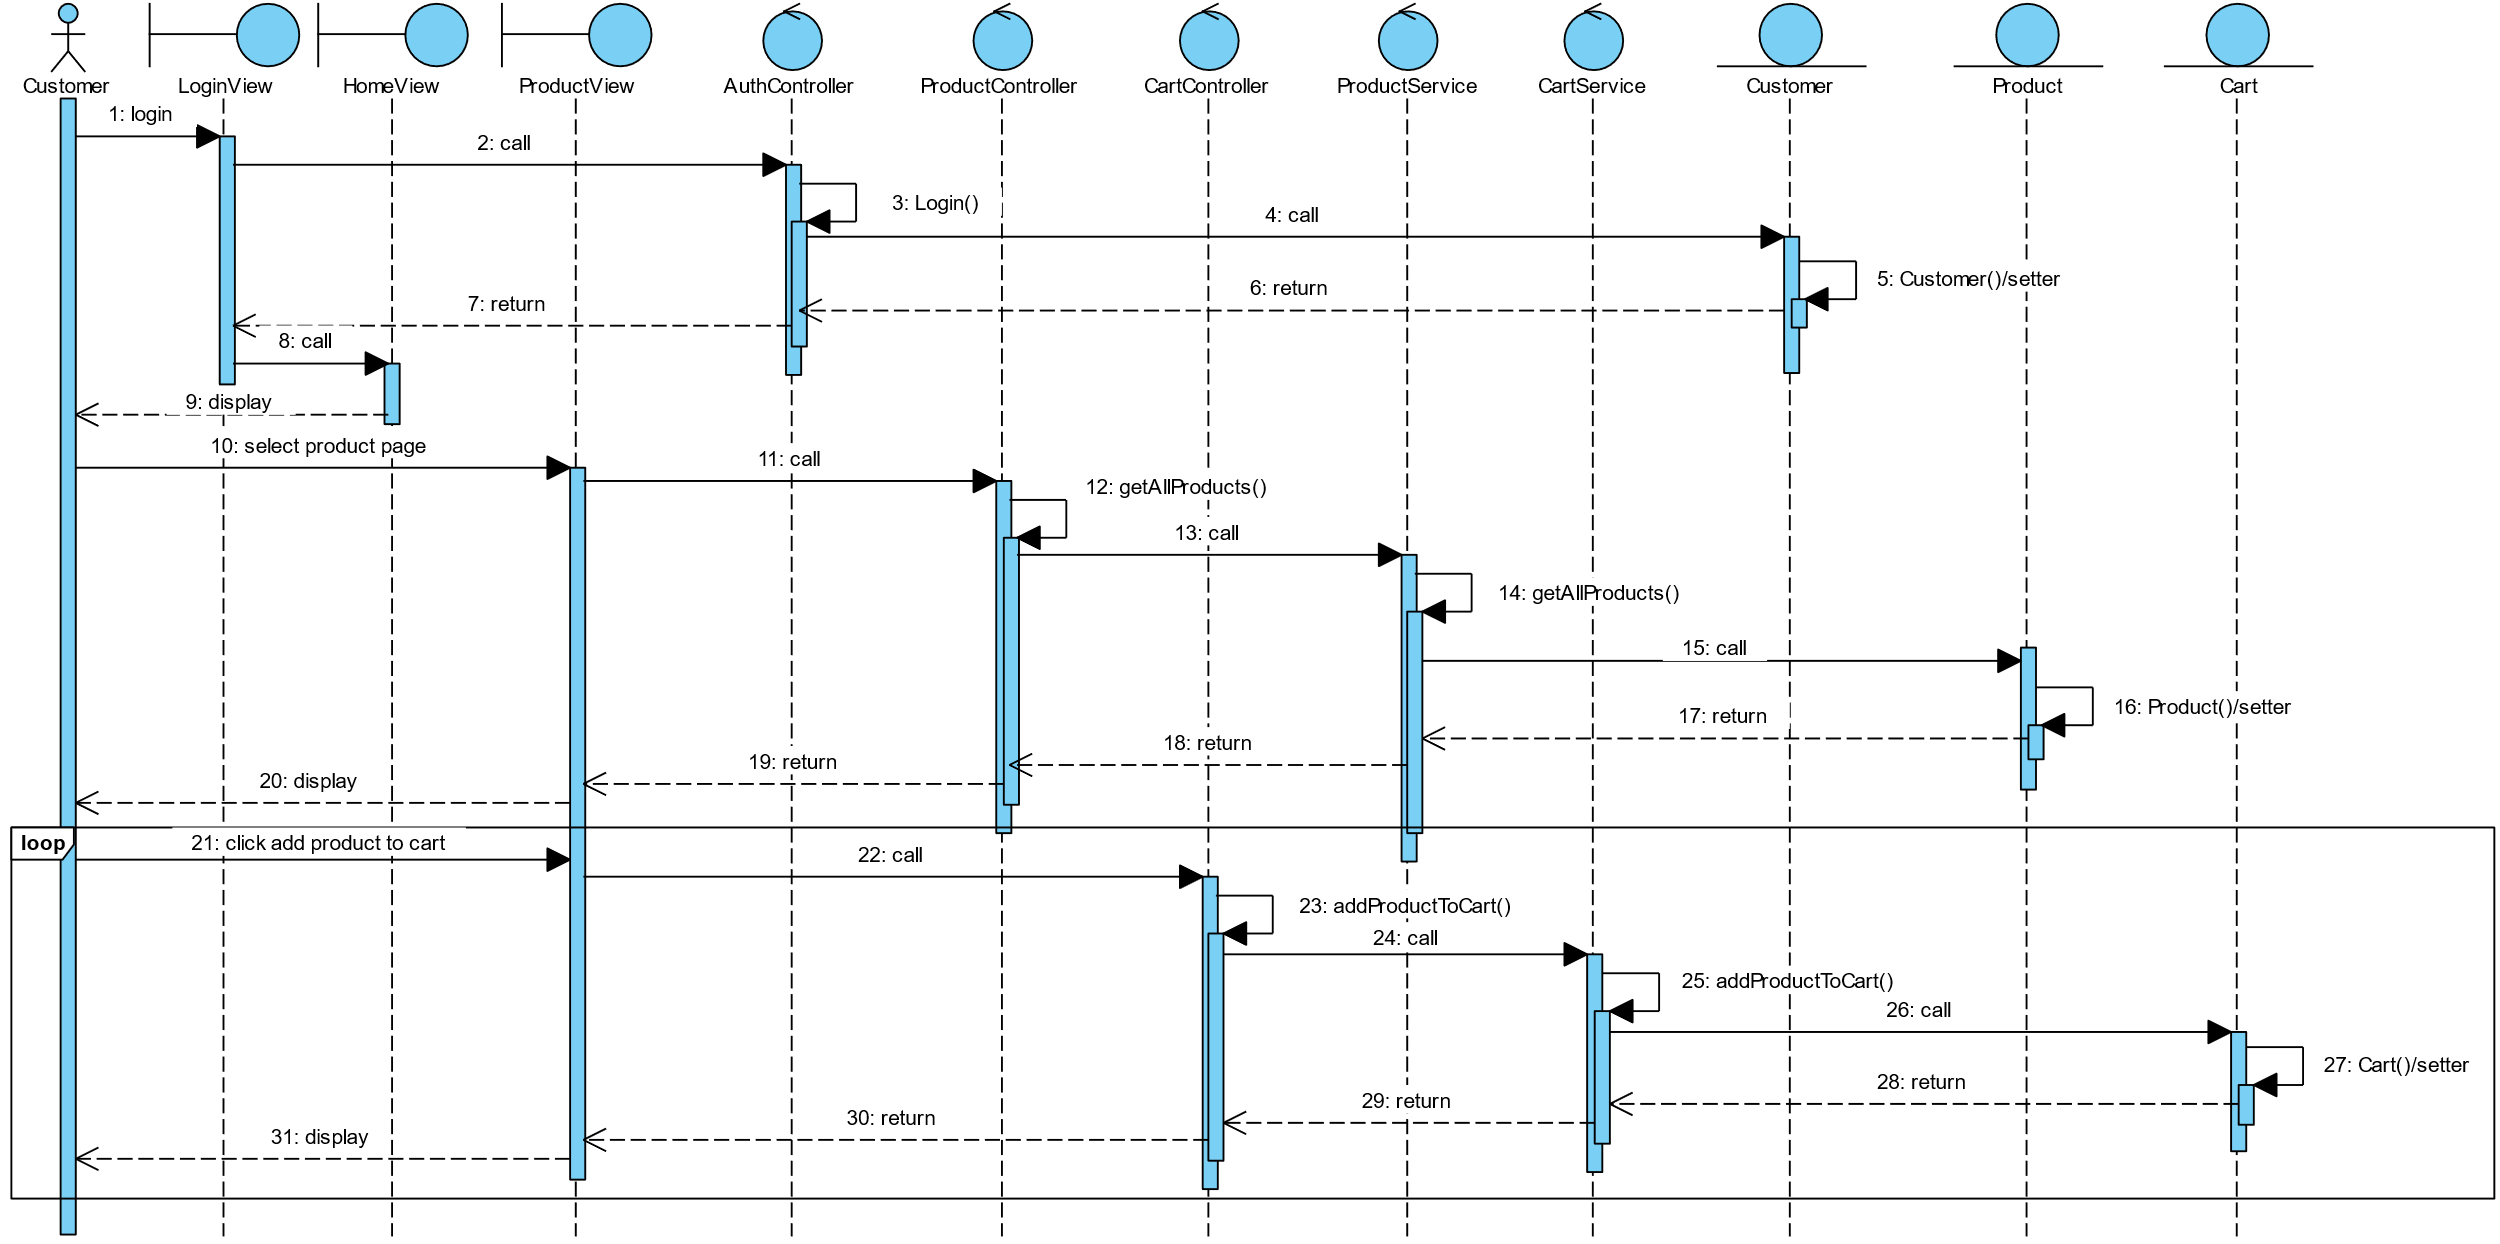 Customer
LoginView
HomeView
ProductView
AuthController
ProductController
CartController
ProductService
CartService
Customer
Product
Cart
1: login
2: call
3: Login()
4: call
5: Customer()/setter
6: return
7: return
8: call
9: display
10: select product page
11: call
12: getAllProducts()
13: call
14: getAllProducts()
15: call
16: Product()/setter
17: return
18: return
19: return
20: display
loop
21: click add product to cart
22: call
23: addProductToCart()
24: call
25: addProductToCart()
26: call
27: Cart()/setter
28: return
29: return
30: return
31: display